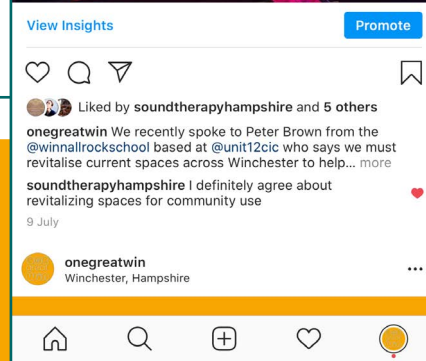 View Insights
Promote
Liked by soundtherapyhampshire and 5 others
onegreatwin We recently spoke to Peter Brown from the
@winnallrockschool based at @unit12cic who says we must
revitalise current spaces across Winchester to help... more
soundtherapyhampshire I definitely agree about
revitalizing spaces for community use
9 July
onegreatwin
Winchester, Hampshire